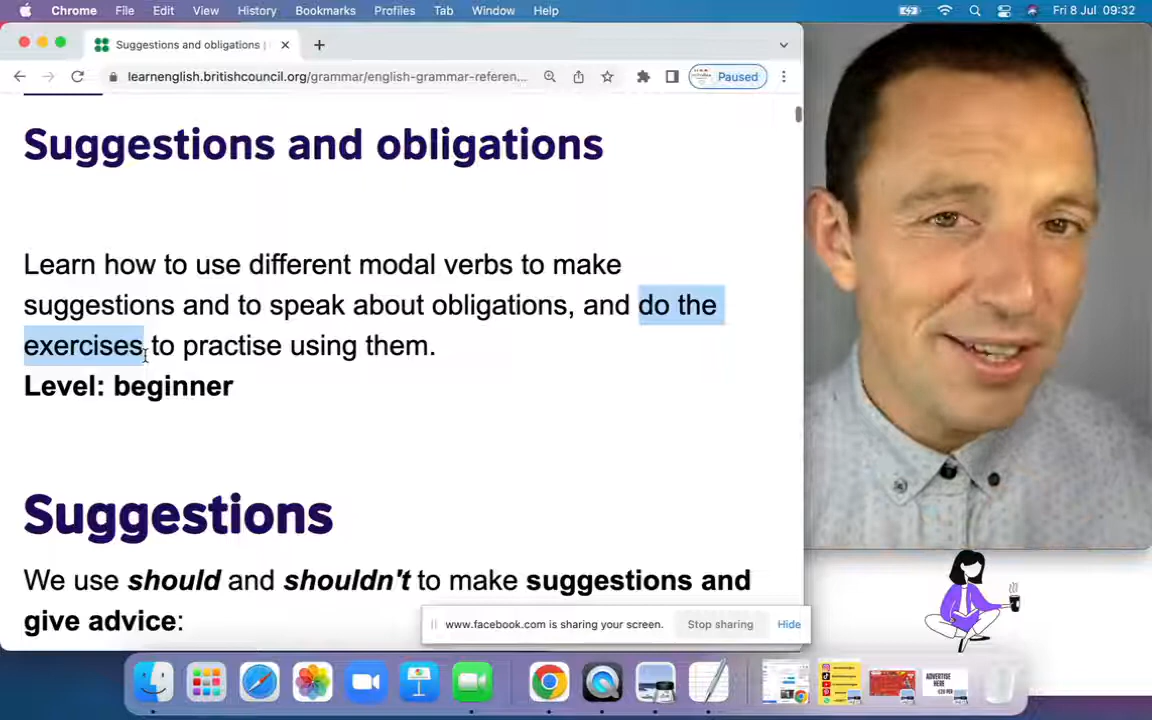 Chrome File Edit View History Bookmarks Profiles Tab Window Help Fri 8 Jul 09:32
Suggestions and obligations |
learnenglish.britishcouncil.org/grammar/english-grammar-referen... Paused
Suggestions and obligations
Learn how to use different modal verbs to make
suggestions and to speak about obligations, and do the
exercises to practise using them.
Level: beginner
Suggestions
We use should and shouldn't to make suggestions and
give advice:
www.facebook.com is sharing your screen. Stop sharing Hide
ADVERTISE
HERE